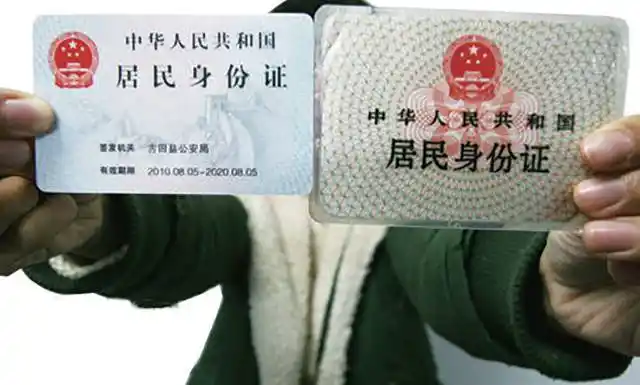 中华人民共和国
居民身份证
签发机关 古田县公安局
有效期限 2010.08.05-2020.08.05
中华人民共和国
居民身份证